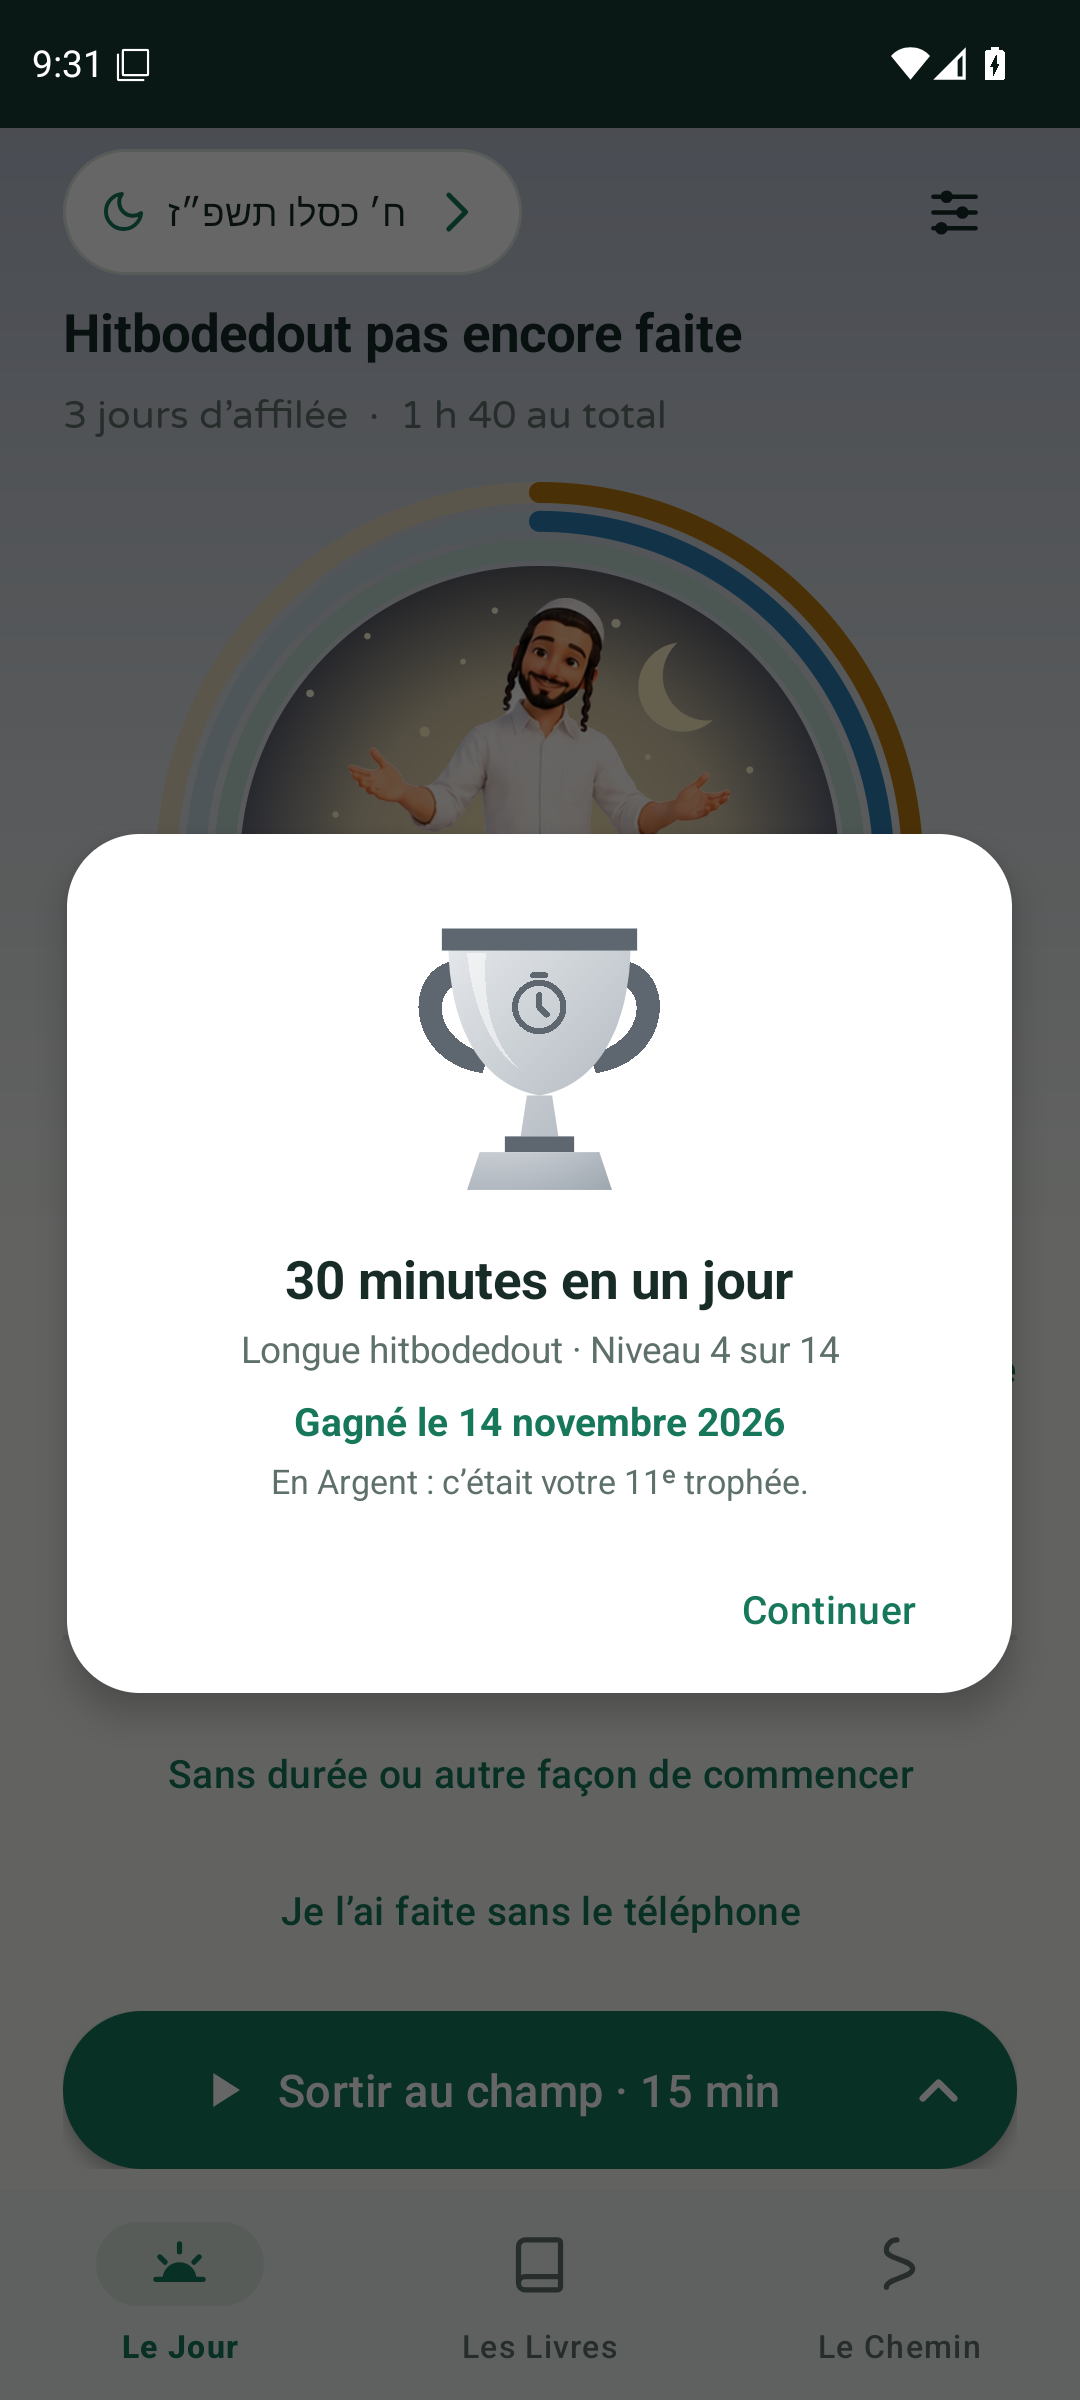 9:31
ח׳ כסלו תשפ״ז
Hitbodedout pas encore faite
3 jours d’affilée · 1 h 40 au total
30 minutes en un jour
Longue hitbodedout · Niveau 4 sur 14
Gagné le 14 novembre 2026
En Argent : c’était votre 11ᵉ trophée.
Continuer
Sans durée ou autre façon de commencer
Je l’ai faite sans le téléphone
Sortir au champ · 15 min
Le Jour
Les Livres
Le Chemin